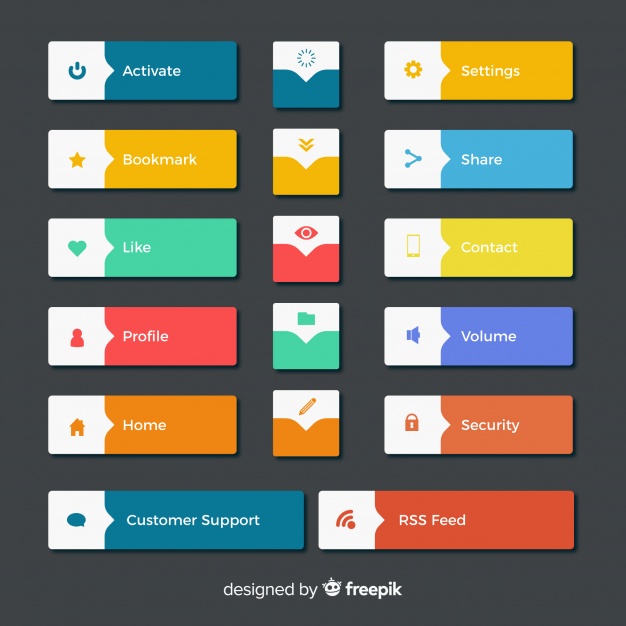 Activate
Settings
Bookmark
Share
Like
Contact
Profile
Volume
Home
Security
Customer Support
RSS Feed
designed by freepik